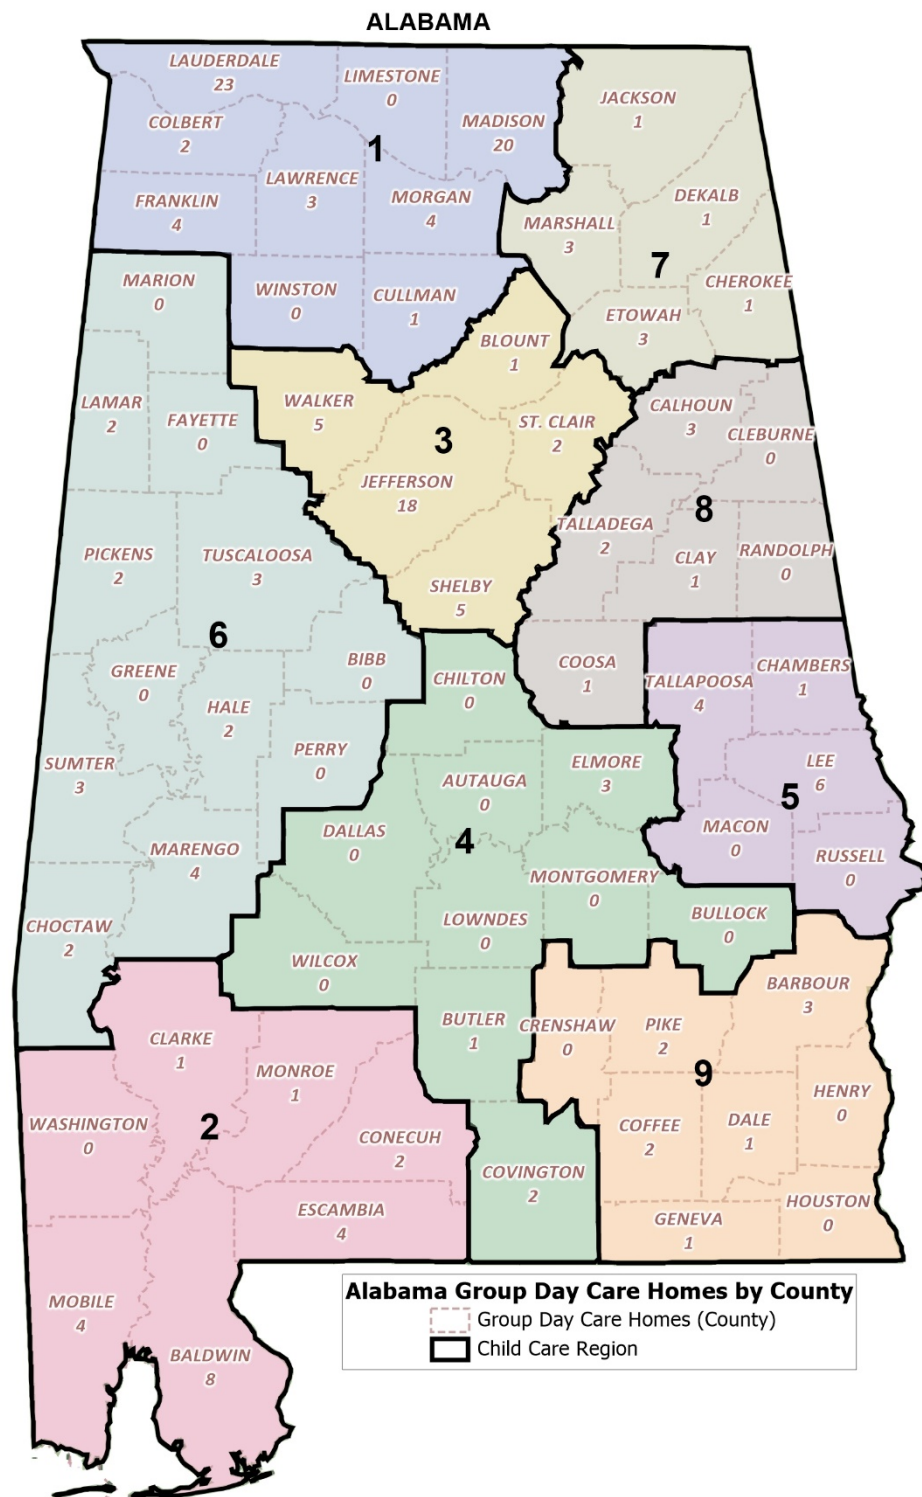 ALABAMA
LAUDERDALE
23
LIMESTONE
0
MADISON
20
COLBERT
2
1
LAWRENCE
3
FRANKLIN
4
MORGAN
4
WINSTON
0
CULLMAN
1
JACKSON
1
DEKALB
1
MARSHALL
3
7
CHEROKEE
1
ETOWAH
3
MARION
0
LAMAR
2
FAYETTE
0
PICKENS
2
TUSCALOOSA
3
6
GREENE
0
BIBB
0
HALE
2
PERRY
0
SUMTER
3
MARENGO
4
CHOCTAW
2
BLOUNT
1
WALKER
5
ST. CLAIR
2
3
JEFFERSON
18
SHELBY
5
CALHOUN
3
CLEBURNE
0
8
TALLADEGA
2
CLAY
1
RANDOLPH
0
COOSA
1
CHILTON
0
AUTAUGA
0
ELMORE
3
DALLAS
0
4
MONTGOMERY
0
LOWNDES
0
BULLOCK
0
WILCOX
0
BUTLER
1
COVINGTON
2
TALLAPOOSA
4
CHAMBERS
1
LEE
6
5
MACON
0
RUSSELL
0
CLARKE
1
MONROE
1
WASHINGTON
0
2
CONECUH
2
ESCAMBIA
4
MOBILE
4
BALDWIN
8
BARBOUR
3
CRENSHAW
0
PIKE
2
9
HENRY
0
COFFEE
2
DALE
1
HOUSTON
0
GENEVA
1
Alabama Group Day Care Homes by County
Group Day Care Homes (County)
Child Care Region